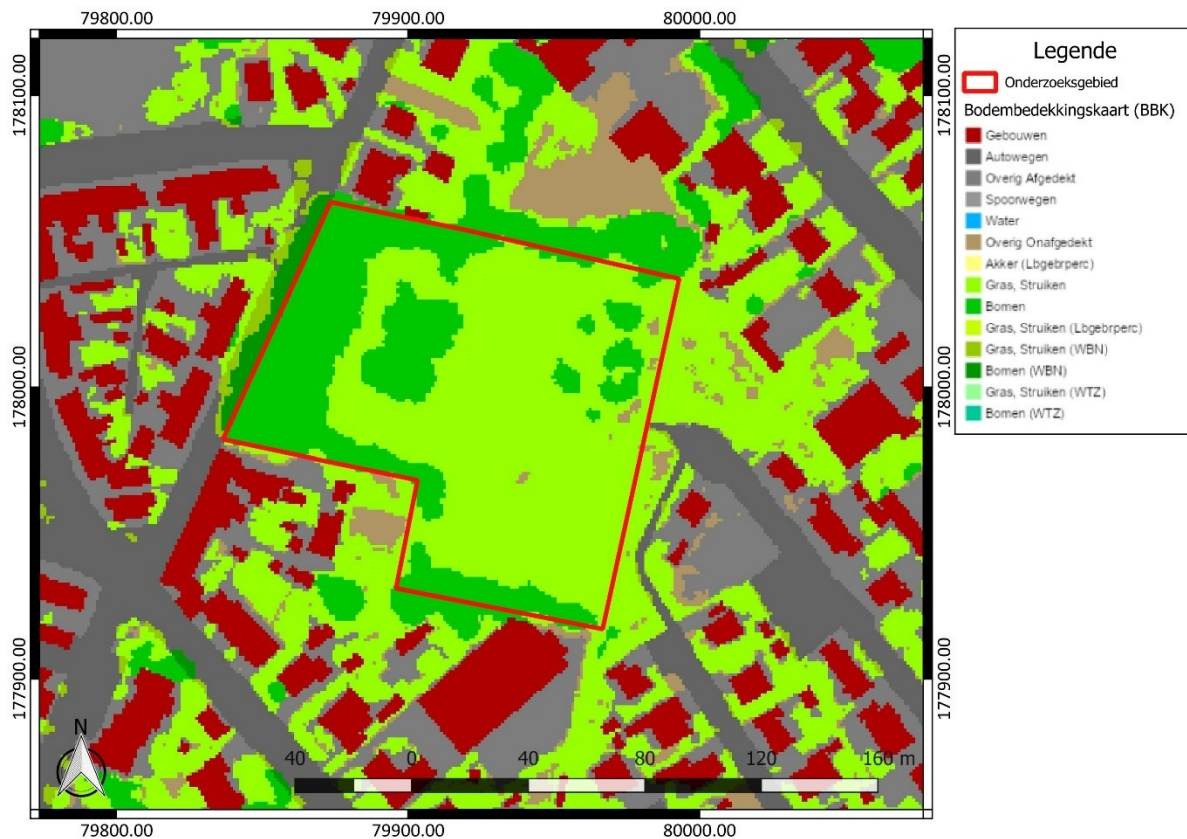 79800.00 79900.00 80000.00
178100.00 178100.00
178000.00 178000.00
177900.00 177900.00
Legende
Onderzoeksgebied
Bodembedekkingskaart (BBK)
Gebouwen
Autowegen
Overig Afgedekt
Spoorwegen
Water
Overig Onafgedekt
Akker (Lbgebrperc)
Gras, Struiken
Bomen
Gras, Struiken (Lbgebrperc)
Gras, Struiken (WBN)
Bomen (WBN)
Gras, Struiken (WTZ)
Bomen (WTZ)
N
40 0 40 80 120 160 m
79800.00 79900.00 80000.00